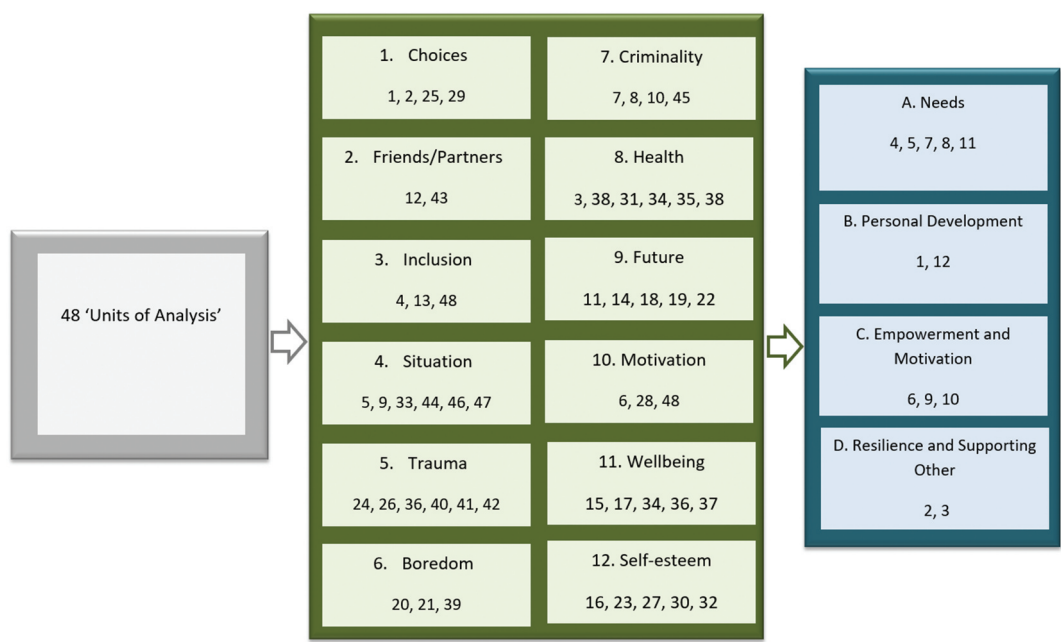 48 ‘Units of Analysis’
1. Choices
1, 2, 25, 29
2. Friends/Partners
12, 43
3. Inclusion
4, 13, 48
4. Situation
5, 9, 33, 44, 46, 47
5. Trauma
24, 26, 36, 40, 41, 42
6. Boredom
20, 21, 39
7. Criminality
7, 8, 10, 45
8. Health
3, 38, 31, 34, 35, 38
9. Future
11, 14, 18, 19, 22
10. Motivation
6, 28, 48
11. Wellbeing
15, 17, 34, 36, 37
12. Self-esteem
16, 23, 27, 30, 32
A. Needs
4, 5, 7, 8, 11
B. Personal Development
1, 12
C. Empowerment and
Motivation
6, 9, 10
D. Resilience and Supporting
Other
2, 3